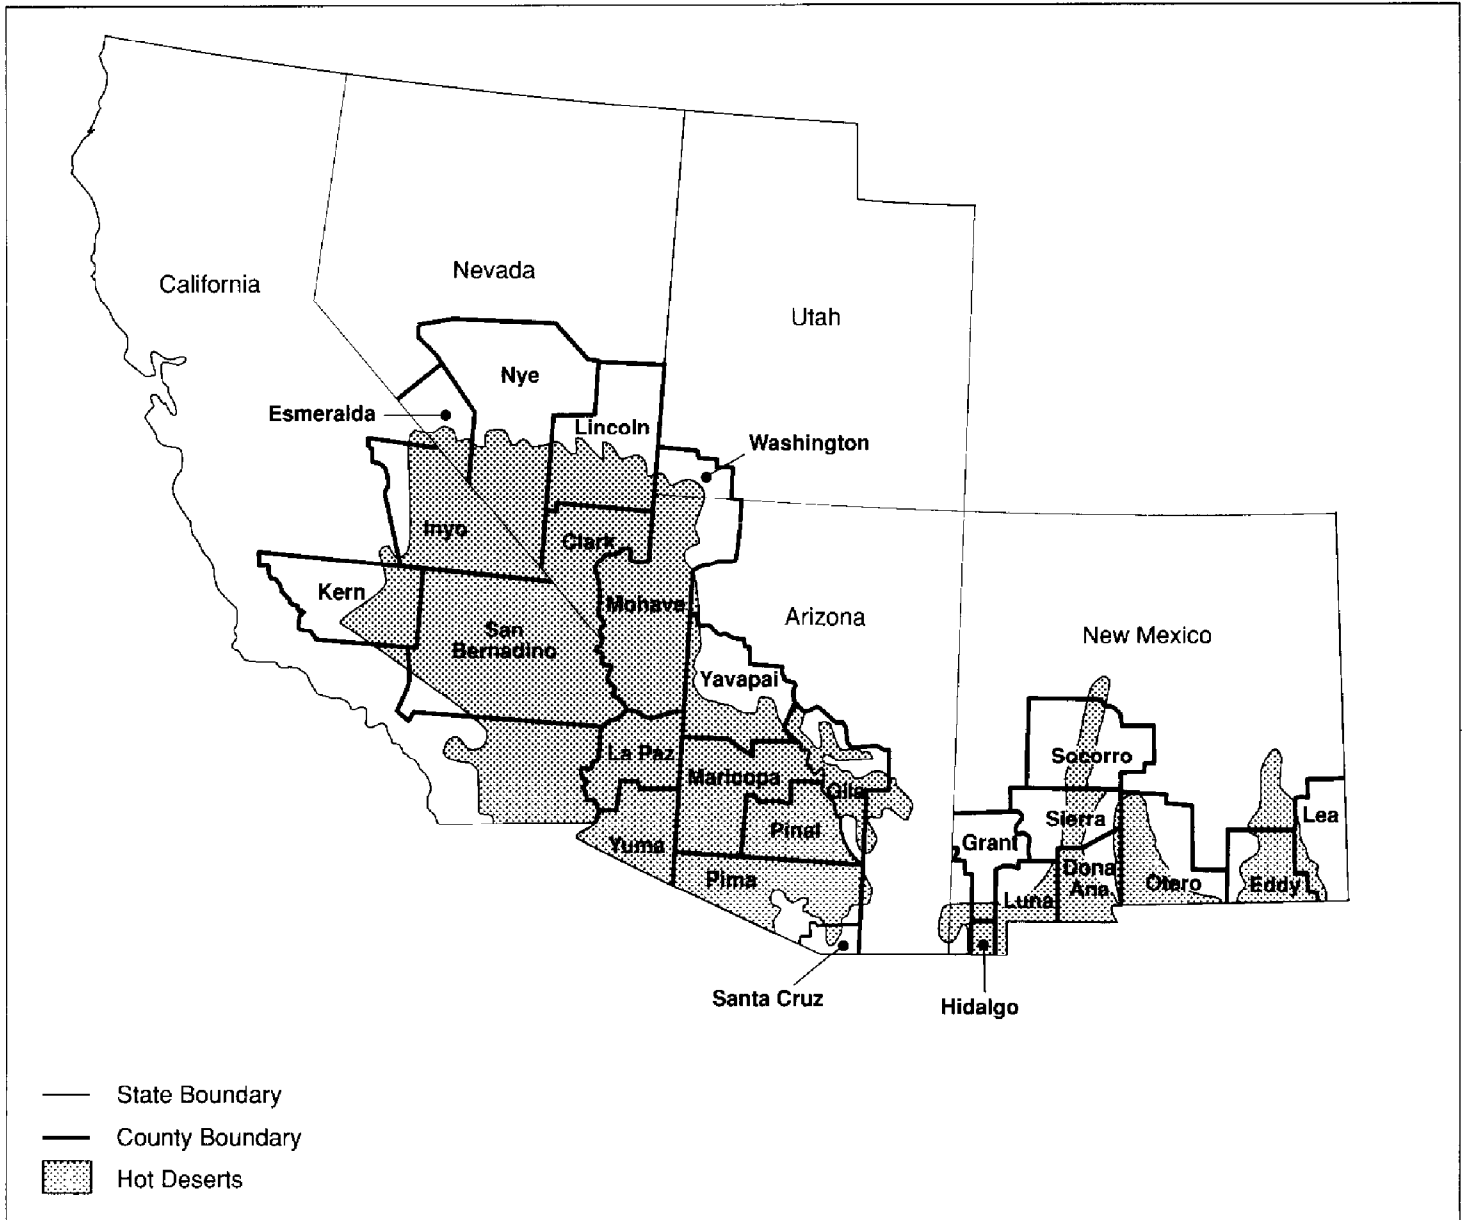 California
Nevada
Utah
Nye
Esmeralda
Lincoln
Washington
Inyo
Clark
Kern
Mohave
Arizona
San
Bernadino
New Mexico
Yavapai
La Paz
Maricopa
Socorro
Gila
Sierra
Lea
Pinal
Yuma
Grant
Pima
Dona
Ana
Luna
Otero
Eddy
Santa Cruz
Hidalgo
State Boundary
County Boundary
Hot Deserts